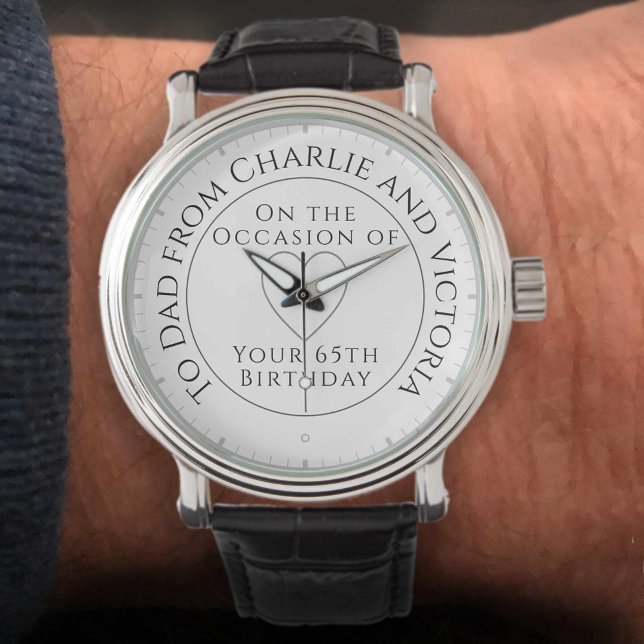 To Dad from Charlie and Victoria
On the
Occasion of
Your 65th
Birthday